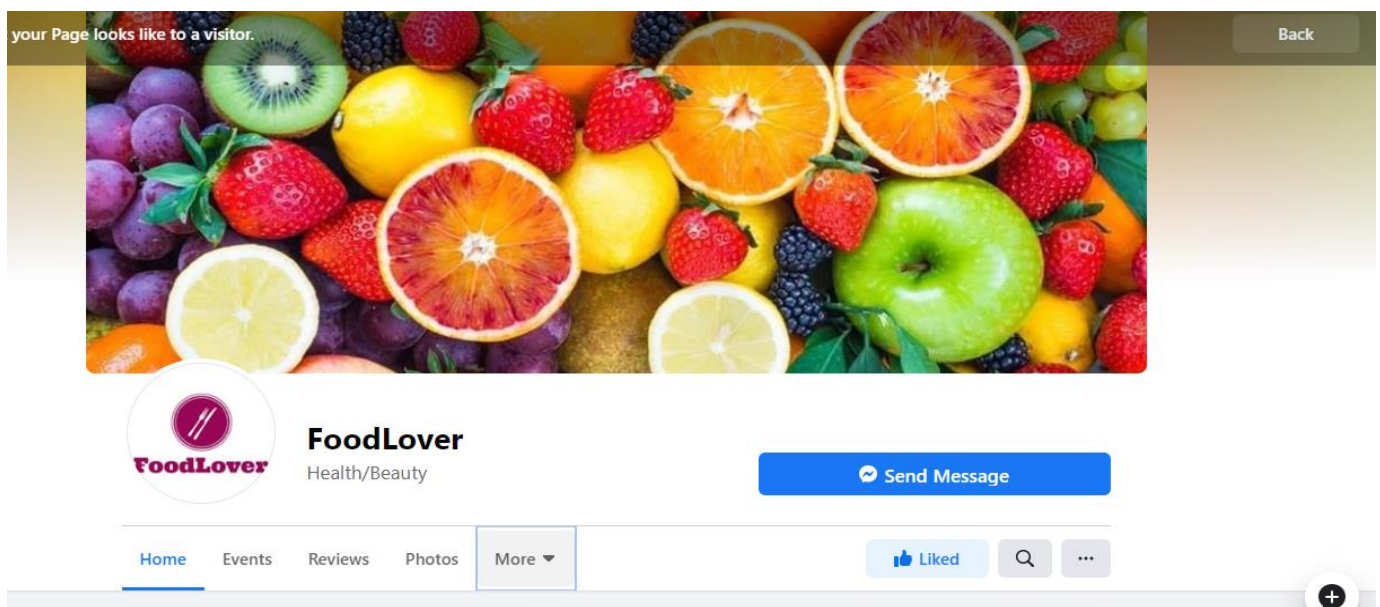 your Page looks like to a visitor.
Back
FoodLover
FoodLover
Health/Beauty
Send Message
Home Events Reviews Photos More
Liked